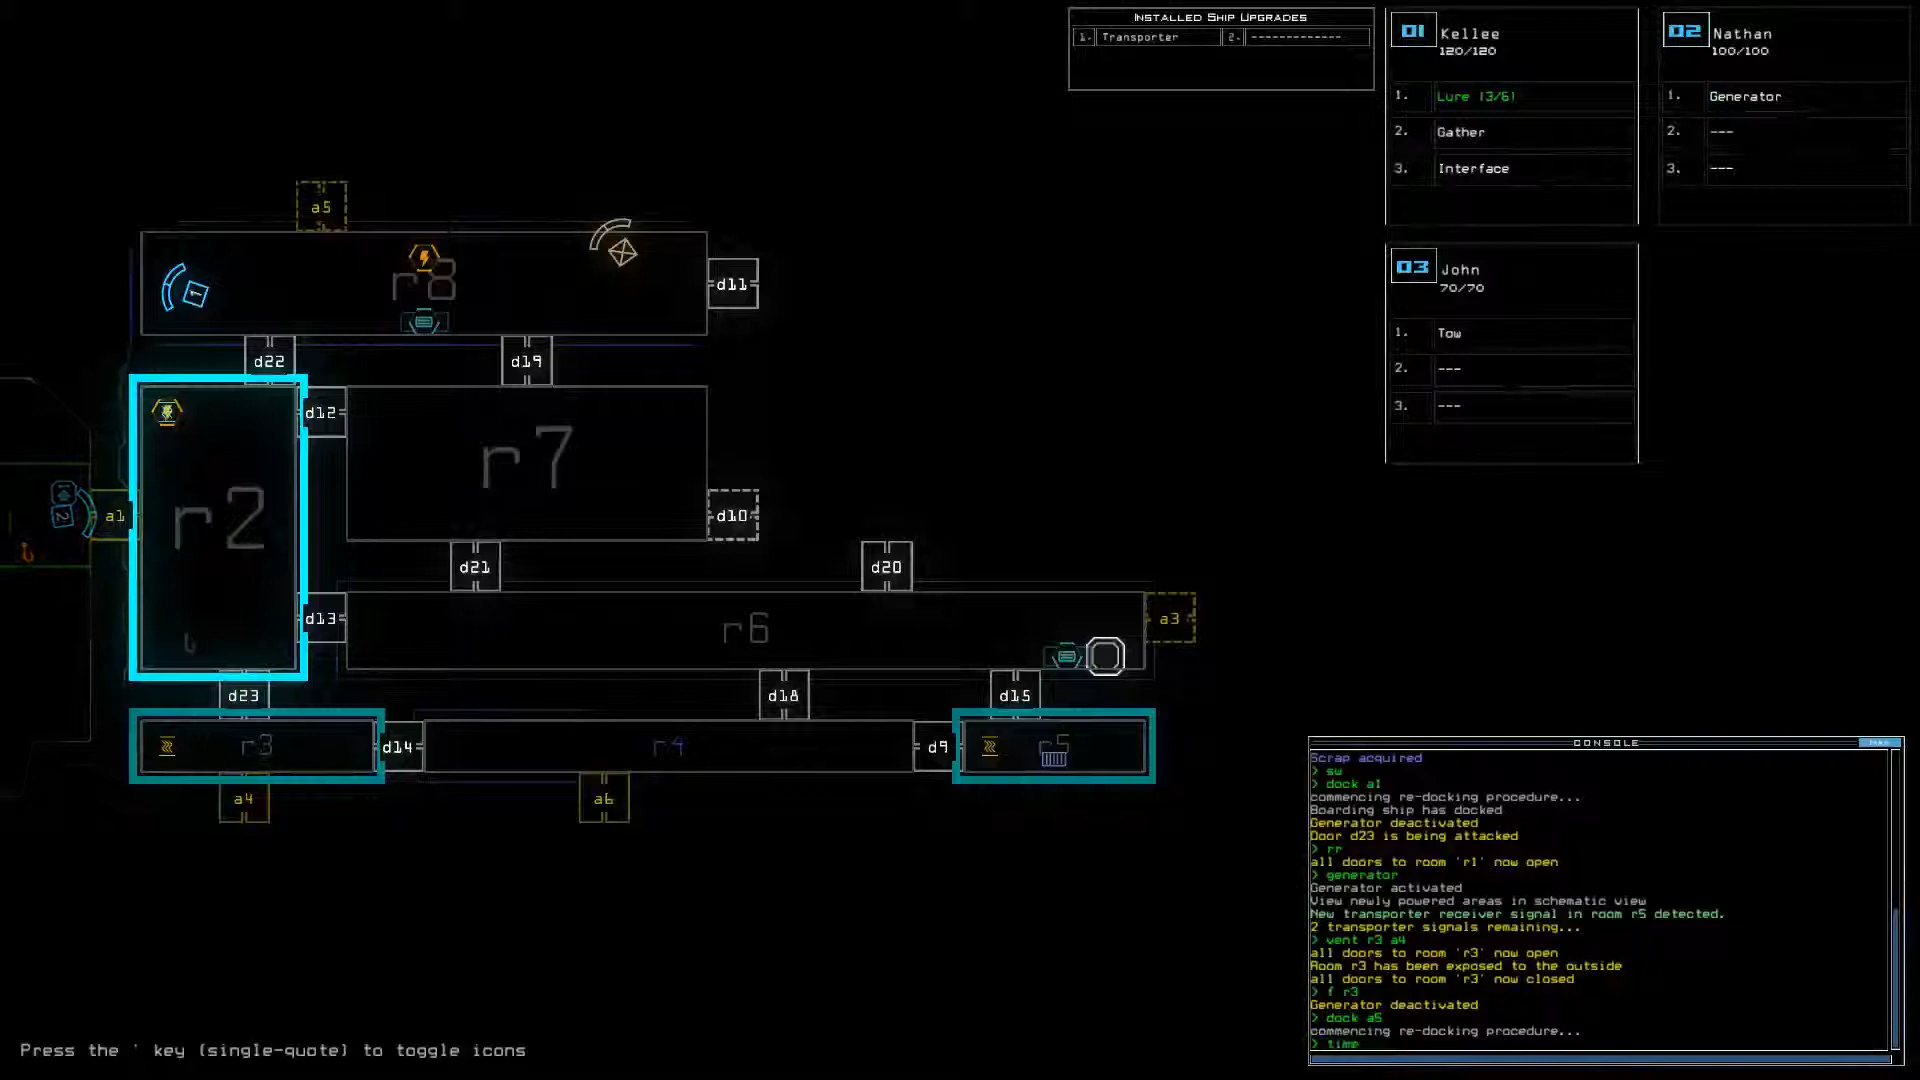 INSTALLED SHIP UPGRADES
1. Transporter 2. -------------
01 Kellee
120/120
1. Lure (3/6)
2. Gather
3. Interface
02 Nathan
100/100
1. Generator
2. ---
3. ---
03 John
70/70
1. Tow
2. ---
3. ---
a5
r8
1
d11
d22
d19
d12
r7
r2
a1
2
d10
d21
d20
d13
r6
a3
d23
d18
d15
r3
d14
r4
d9
r5
a4
a6
CONSOLE
Scrap acquired
> sw
> dock a1
commencing re-docking procedure...
Boarding ship has docked
Generator deactivated
Door d23 is being attacked
> rr
all doors to room 'r1' now open
> generator
Generator activated
View newly powered areas in schematic view
New transporter receiver signal in room r5 detected.
2 transporter signals remaining...
> vent r3 a4
all doors to room 'r3' now open
Room r3 has been exposed to the outside
all doors to room 'r3' now closed
> f r3
Generator deactivated
> dock a5
commencing re-docking procedure...
> time
Press the ' key (single-quote) to toggle icons